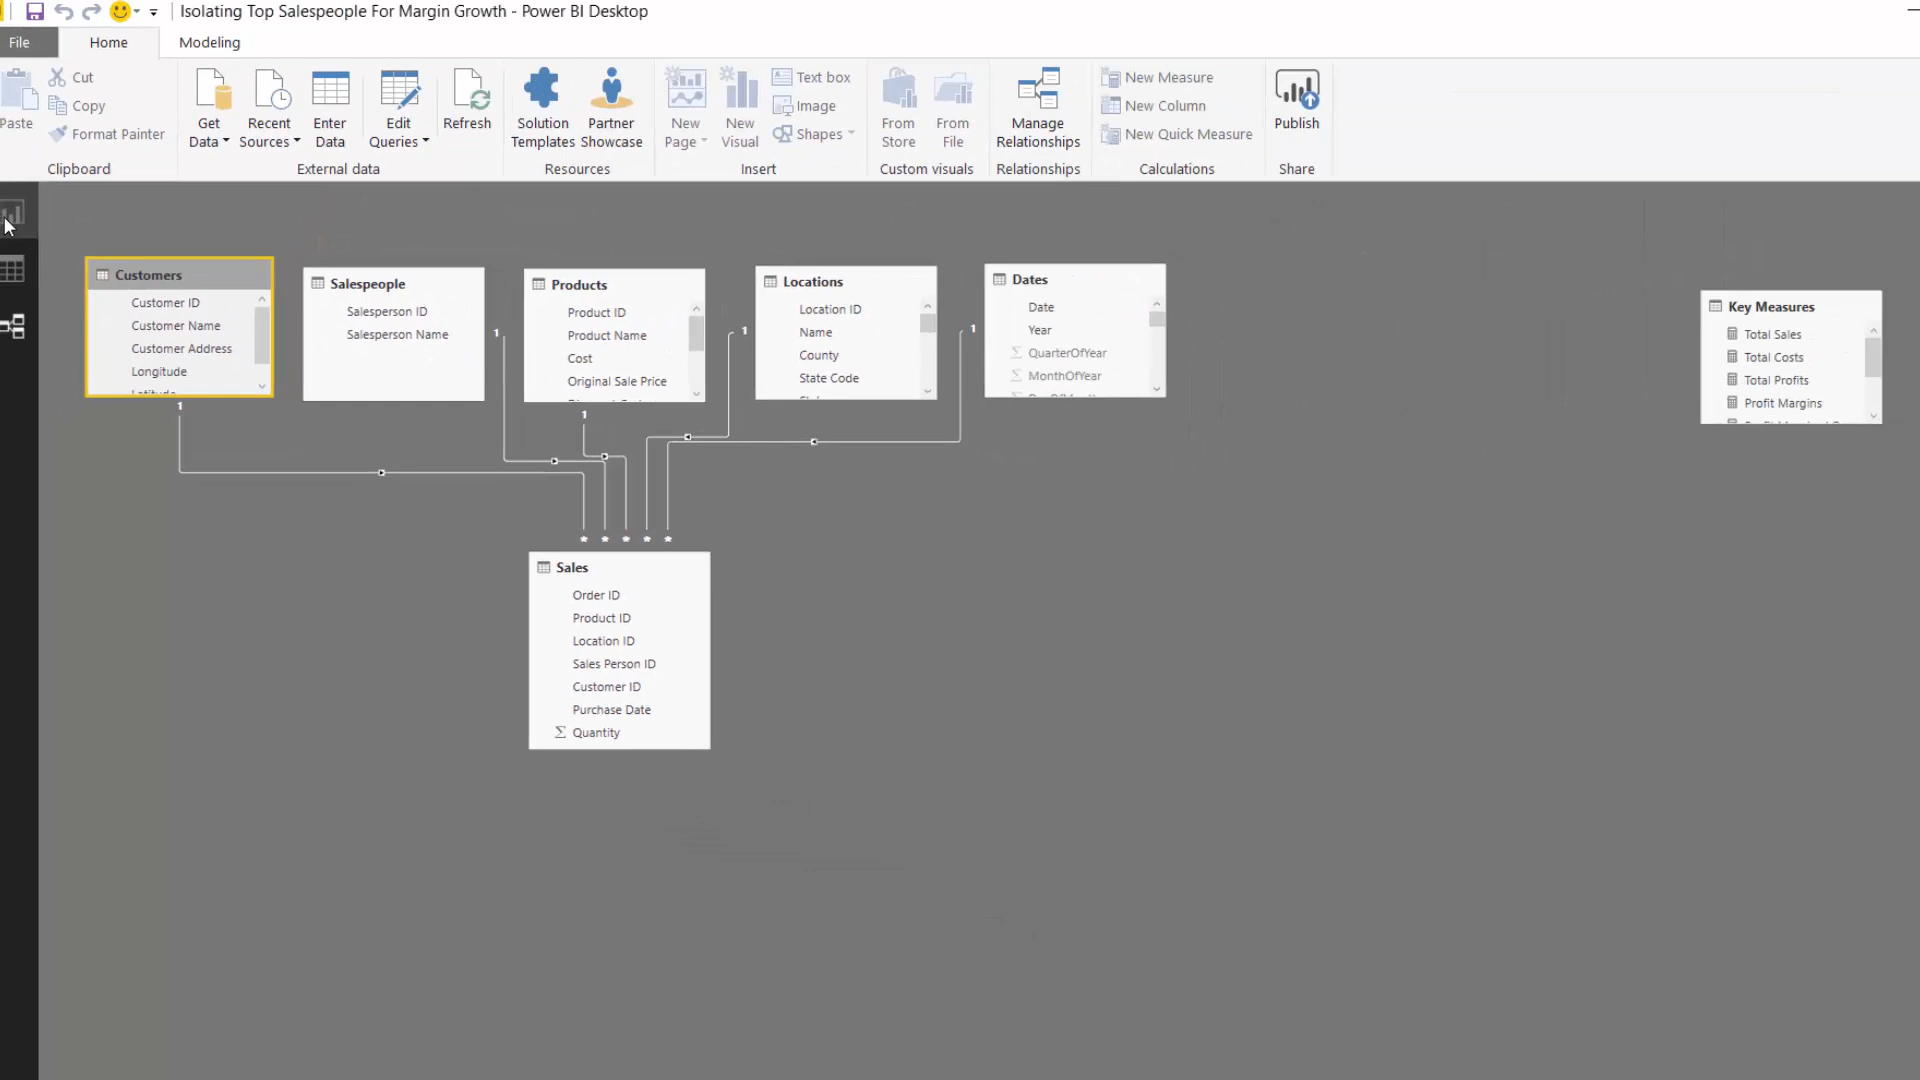 Isolating Top Salespeople For Margin Growth - Power BI Desktop
File
Home
Modeling
Paste
Cut
Copy
Format Painter
Clipboard
Get Data
Recent Sources
Enter Data
Edit Queries
Refresh
External data
Solution Templates
Partner Showcase
Resources
New Page
New Visual
Text box
Image
Shapes
Insert
From Store
From File
Custom visuals
Manage Relationships
Relationships
New Measure
New Column
New Quick Measure
Calculations
Publish
Share
Customers
Customer ID
Customer Name
Customer Address
Longitude
Latitude
1
Salespeople
Salesperson ID
Salesperson Name
1
Products
Product ID
Product Name
Cost
Original Sale Price
1
Locations
Location ID
Name
County
State Code
1
Dates
Date
Year
Σ QuarterOfYear
Σ MonthOfYear
1
Key Measures
Total Sales
Total Costs
Total Profits
Profit Margins
* * * * *
Sales
Order ID
Product ID
Location ID
Sales Person ID
Customer ID
Purchase Date
Σ Quantity